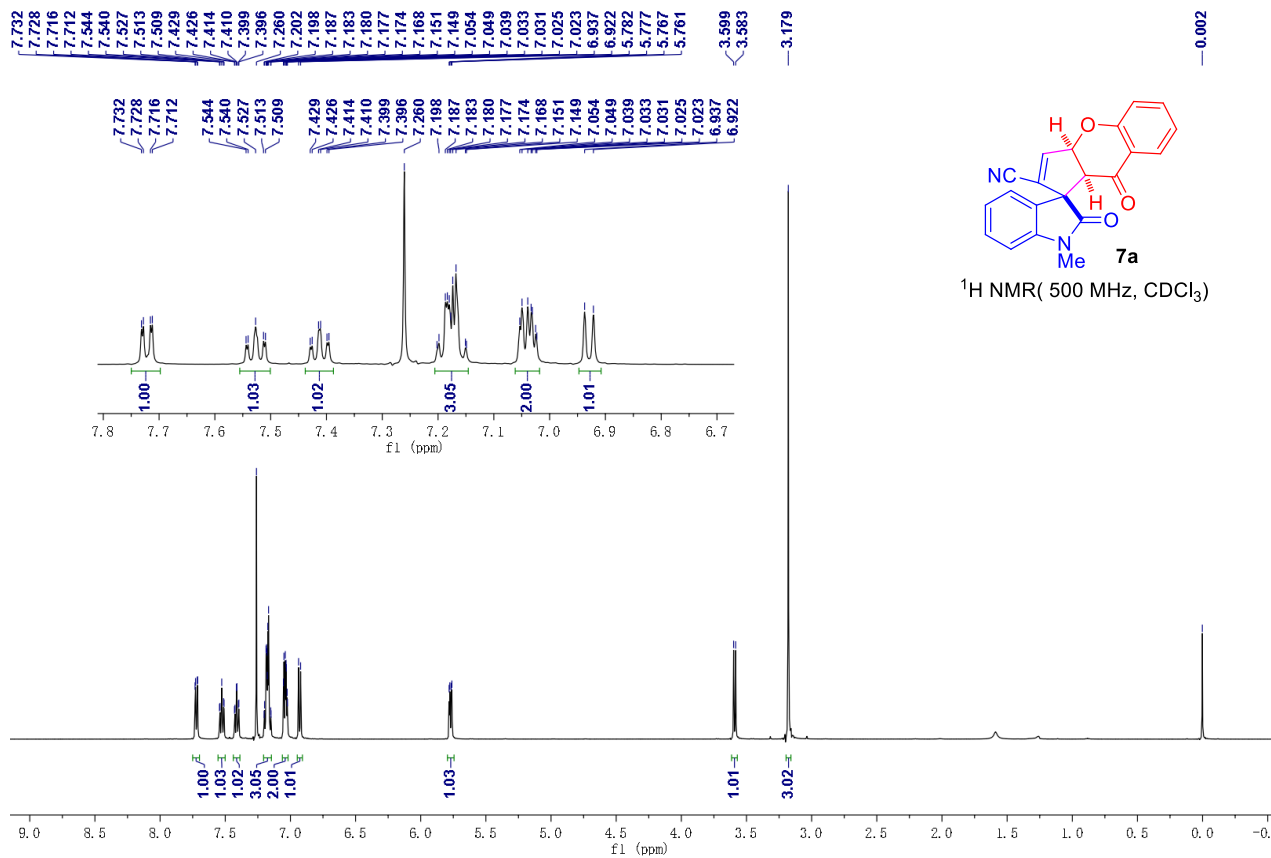 7.732 7.728 7.716 7.712 7.544 7.540 7.527 7.513 7.509 7.429 7.426 7.414 7.410 7.399 7.396 7.260 7.202 7.198 7.187 7.183 7.180 7.177 7.174 7.168 7.151 7.149 7.054 7.049 7.039 7.033 7.031 7.025 7.023 6.937 6.922 5.782 5.777 5.767 5.761 3.599 3.583 3.179 0.002
7.732 7.728 7.716 7.712 7.544 7.540 7.527 7.513 7.509 7.429 7.426 7.414 7.410 7.399 7.396 7.260 7.198 7.187 7.183 7.180 7.177 7.174 7.168 7.151 7.149 7.054 7.049 7.039 7.033 7.031 7.025 7.023 6.937 6.922
H O
NC
H O
O
N
Me 7a
¹H NMR( 500 MHz, CDCl₃)
1.00 1.03 1.02 3.05 2.00 1.01
7.8 7.7 7.6 7.5 7.4 7.3 7.2 7.1 7.0 6.9 6.8 6.7
f1 (ppm)
1.00 1.03 1.02 3.05 2.00 1.01 1.03 1.01 3.02
9.0 8.5 8.0 7.5 7.0 6.5 6.0 5.5 5.0 4.5 4.0 3.5 3.0 2.5 2.0 1.5 1.0 0.5 0.0 -0.
f1 (ppm)